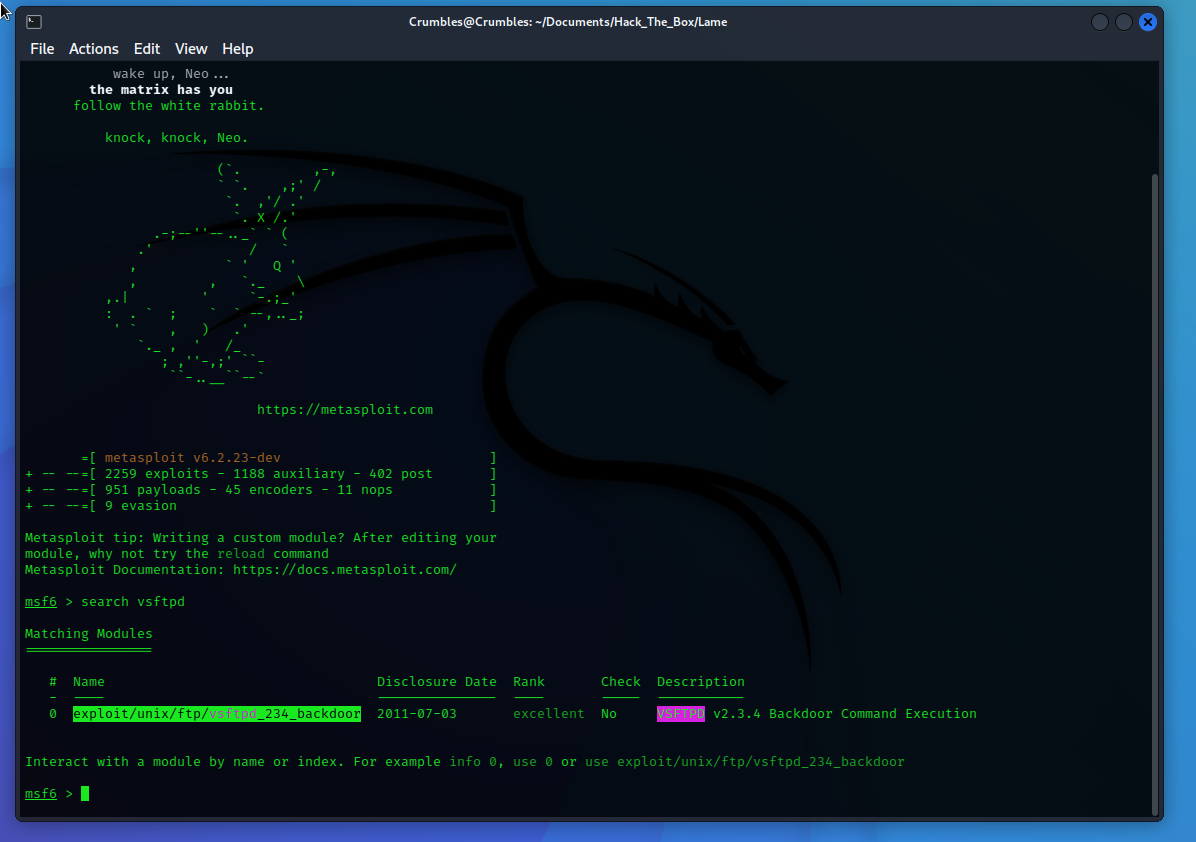 Crumbles@Crumbles: ~/Documents/Hack_The_Box/Lame
File Actions Edit View Help
wake up, Neo...
the matrix has you
follow the white rabbit.
knock, knock, Neo.
(`.         ,-,
` `.    ,;' /
`.  ,'/ .'
`. X /.'
.-;--''--.._` ` (
.'            /   `
,           ` '   Q '
,         ,   `._    \
,.|         '     `-.;_'
:  . `  ;    `  ` --,.._;
' `    ,   )   .'
`._ ,  '   /_
; ,''-,;' ``-
``-..__``--`
https://metasploit.com
=[ metasploit v6.2.23-dev                          ]
+ -- --=[ 2259 exploits - 1188 auxiliary - 402 post       ]
+ -- --=[ 951 payloads - 45 encoders - 11 nops            ]
+ -- --=[ 9 evasion                                       ]
Metasploit tip: Writing a custom module? After editing your
module, why not try the reload command
Metasploit Documentation: https://docs.metasploit.com/
msf6 > search vsftpd
Matching Modules
================
#  Name                                  Disclosure Date  Rank       Check  Description
-  ----                                  ---------------  ----       -----  -----------
0  exploit/unix/ftp/vsftpd_234_backdoor  2011-07-03       excellent  No     VSFTPD v2.3.4 Backdoor Command Execution
Interact with a module by name or index. For example info 0, use 0 or use exploit/unix/ftp/vsftpd_234_backdoor
msf6 >